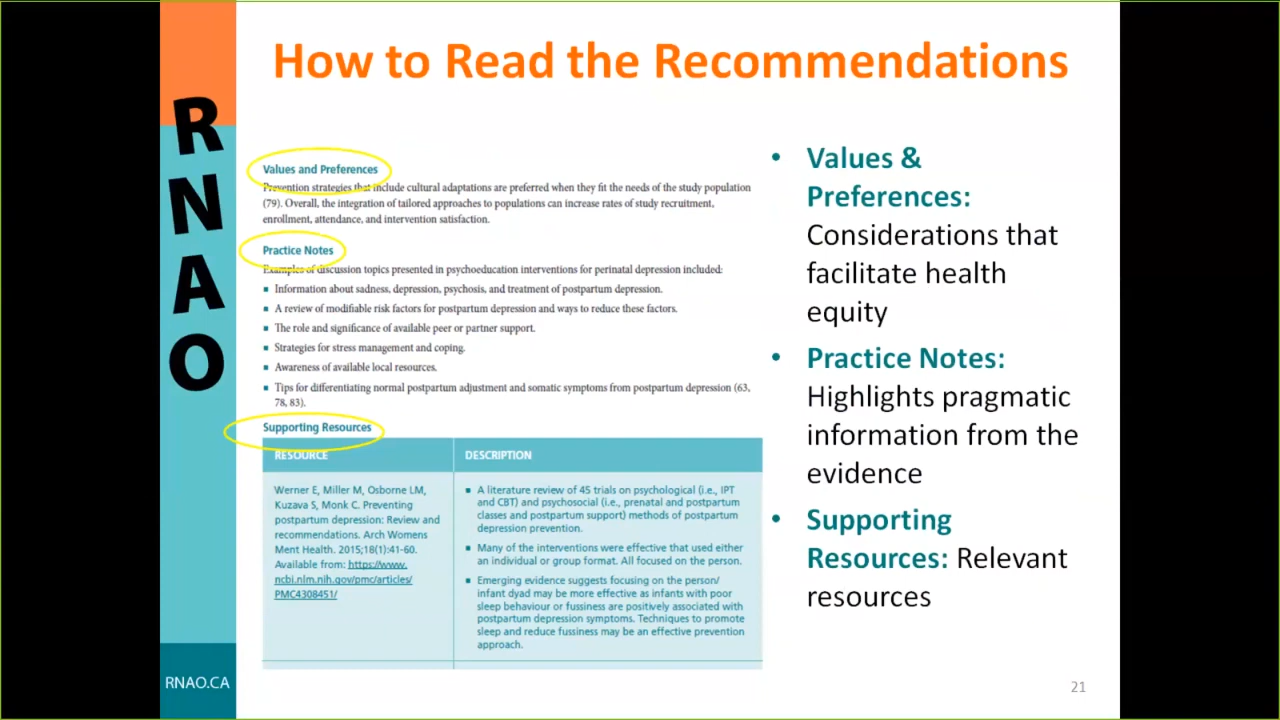 How to Read the Recommendations
R
N
A
O
RNAO.CA
Values and Preferences
Prevention strategies that include cultural adaptations are preferred when they fit the needs of the study population
(79). Overall, the integration of tailored approaches to populations can increase rates of study recruitment,
enrollment, attendance, and intervention satisfaction.
Practice Notes
Examples of discussion topics presented in psychoeducation interventions for perinatal depression included:
▪ Information about sadness, depression, psychosis, and treatment of postpartum depression.
▪ A review of modifiable risk factors for postpartum depression and ways to reduce these factors.
▪ The role and significance of available peer or partner support.
▪ Strategies for stress management and coping.
▪ Awareness of available local resources.
▪ Tips for differentiating normal postpartum adjustment and somatic symptoms from postpartum depression (63,
78, 83).
Supporting Resources
RESOURCE
DESCRIPTION
Werner E, Miller M, Osborne LM,
Kuzava S, Monk C. Preventing
postpartum depression: Review and
recommendations. Arch Womens
Ment Health. 2015;18(1):41-60.
Available from: https://www.
ncbi.nlm.nih.gov/pmc/articles/
PMC4308451/
▪ A literature review of 45 trials on psychological (i.e., IPT
and CBT) and psychosocial (i.e., prenatal and postpartum
classes and postpartum support) methods of postpartum
depression prevention.
▪ Many of the interventions were effective that used either
an individual or group format. All focused on the person.
▪ Emerging evidence suggests focusing on the person/
infant dyad may be more effective as infants with poor
sleep behaviour or fussiness are positively associated with
postpartum depression symptoms. Techniques to promote
sleep and reduce fussiness may be an effective prevention
approach.
• Values &
Preferences:
Considerations that
facilitate health
equity
• Practice Notes:
Highlights pragmatic
information from the
evidence
• Supporting
Resources: Relevant
resources
21